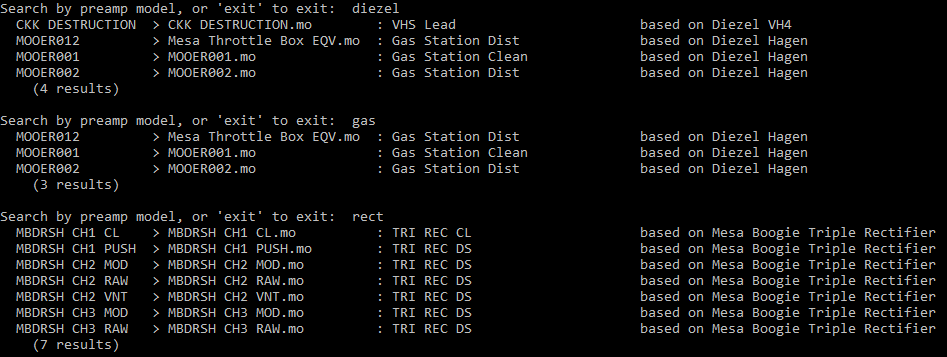 Search by preamp model, or 'exit' to exit:  diezel
  CKK DESTRUCTION  > CKK DESTRUCTION.mo        : VHS Lead                       based on Diezel VH4
  MOOER012         > Mesa Throttle Box EQV.mo  : Gas Station Dist               based on Diezel Hagen
  MOOER001         > MOOER001.mo               : Gas Station Clean              based on Diezel Hagen
  MOOER002         > MOOER002.mo               : Gas Station Dist               based on Diezel Hagen
    (4 results)
Search by preamp model, or 'exit' to exit:  gas
  MOOER012         > Mesa Throttle Box EQV.mo  : Gas Station Dist               based on Diezel Hagen
  MOOER001         > MOOER001.mo               : Gas Station Clean              based on Diezel Hagen
  MOOER002         > MOOER002.mo               : Gas Station Dist               based on Diezel Hagen
    (3 results)
Search by preamp model, or 'exit' to exit:  rect
  MBDRSH CH1 CL    > MBDRSH CH1 CL.mo          : TRI REC CL                     based on Mesa Boogie Triple Rectifier
  MBDRSH CH1 PUSH  > MBDRSH CH1 PUSH.mo        : TRI REC DS                     based on Mesa Boogie Triple Rectifier
  MBDRSH CH2 MOD   > MBDRSH CH2 MOD.mo         : TRI REC DS                     based on Mesa Boogie Triple Rectifier
  MBDRSH CH2 RAW   > MBDRSH CH2 RAW.mo         : TRI REC DS                     based on Mesa Boogie Triple Rectifier
  MBDRSH CH2 VNT   > MBDRSH CH2 VNT.mo         : TRI REC DS                     based on Mesa Boogie Triple Rectifier
  MBDRSH CH3 MOD   > MBDRSH CH3 MOD.mo         : TRI REC DS                     based on Mesa Boogie Triple Rectifier
  MBDRSH CH3 RAW   > MBDRSH CH3 RAW.mo         : TRI REC DS                     based on Mesa Boogie Triple Rectifier
    (7 results)